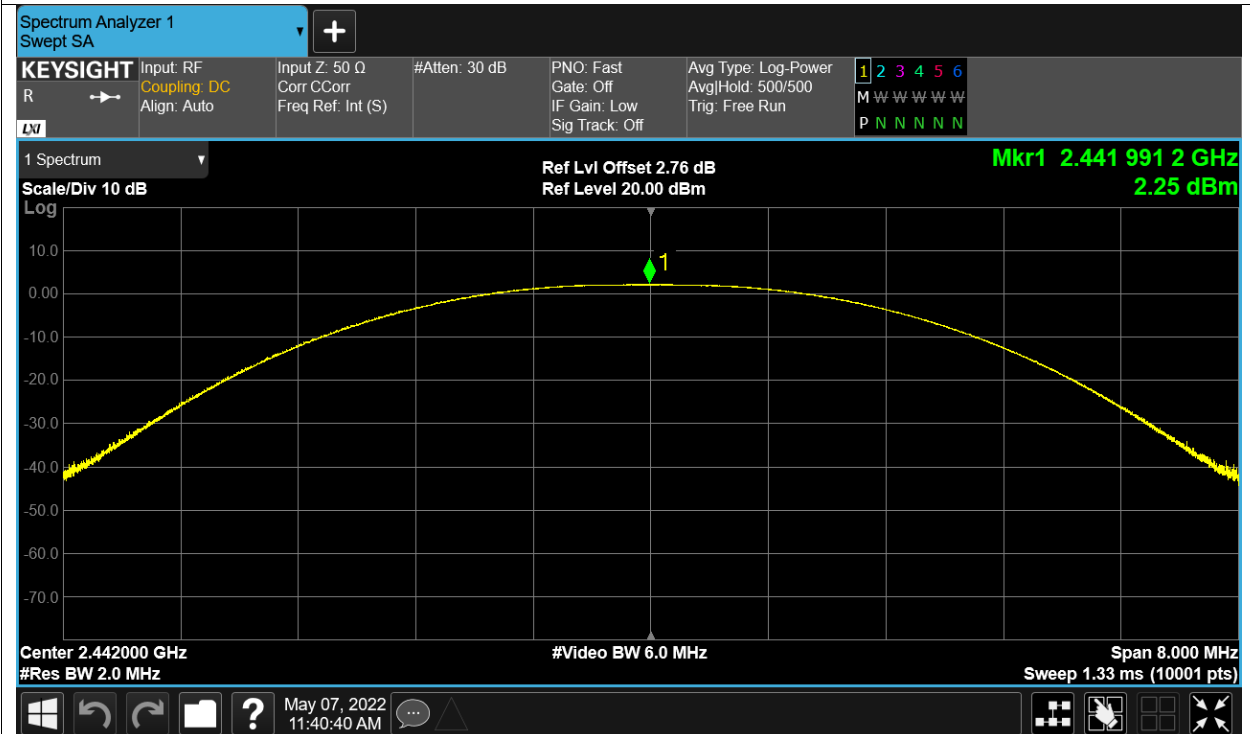 Spectrum Analyzer 1
Swept SA
▼
+
KEYSIGHT Input: RF Input Z: 50 Ω #Atten: 30 dB PNO: Fast Avg Type: Log-Power 1 2 3 4 5 6
R Coupling: DC Corr CCorr Gate: Off Avg|Hold: 500/500 M W W W W W W
Align: Auto Freq Ref: Int (S) IF Gain: Low Trig: Free Run
LXI Sig Track: Off P N N N N N N
1 Spectrum ▼ Ref Lvl Offset 2.76 dB Mkr1 2.441 991 2 GHz
Scale/Div 10 dB Ref Level 20.00 dBm 2.25 dBm
Log
10.0
1
0.00
-10.0
-20.0
-30.0
-40.0
-50.0
-60.0
-70.0
Center 2.442000 GHz #Video BW 6.0 MHz Span 8.000 MHz
#Res BW 2.0 MHz Sweep 1.33 ms (10001 pts)
? May 07, 2022
11:40:40 AM